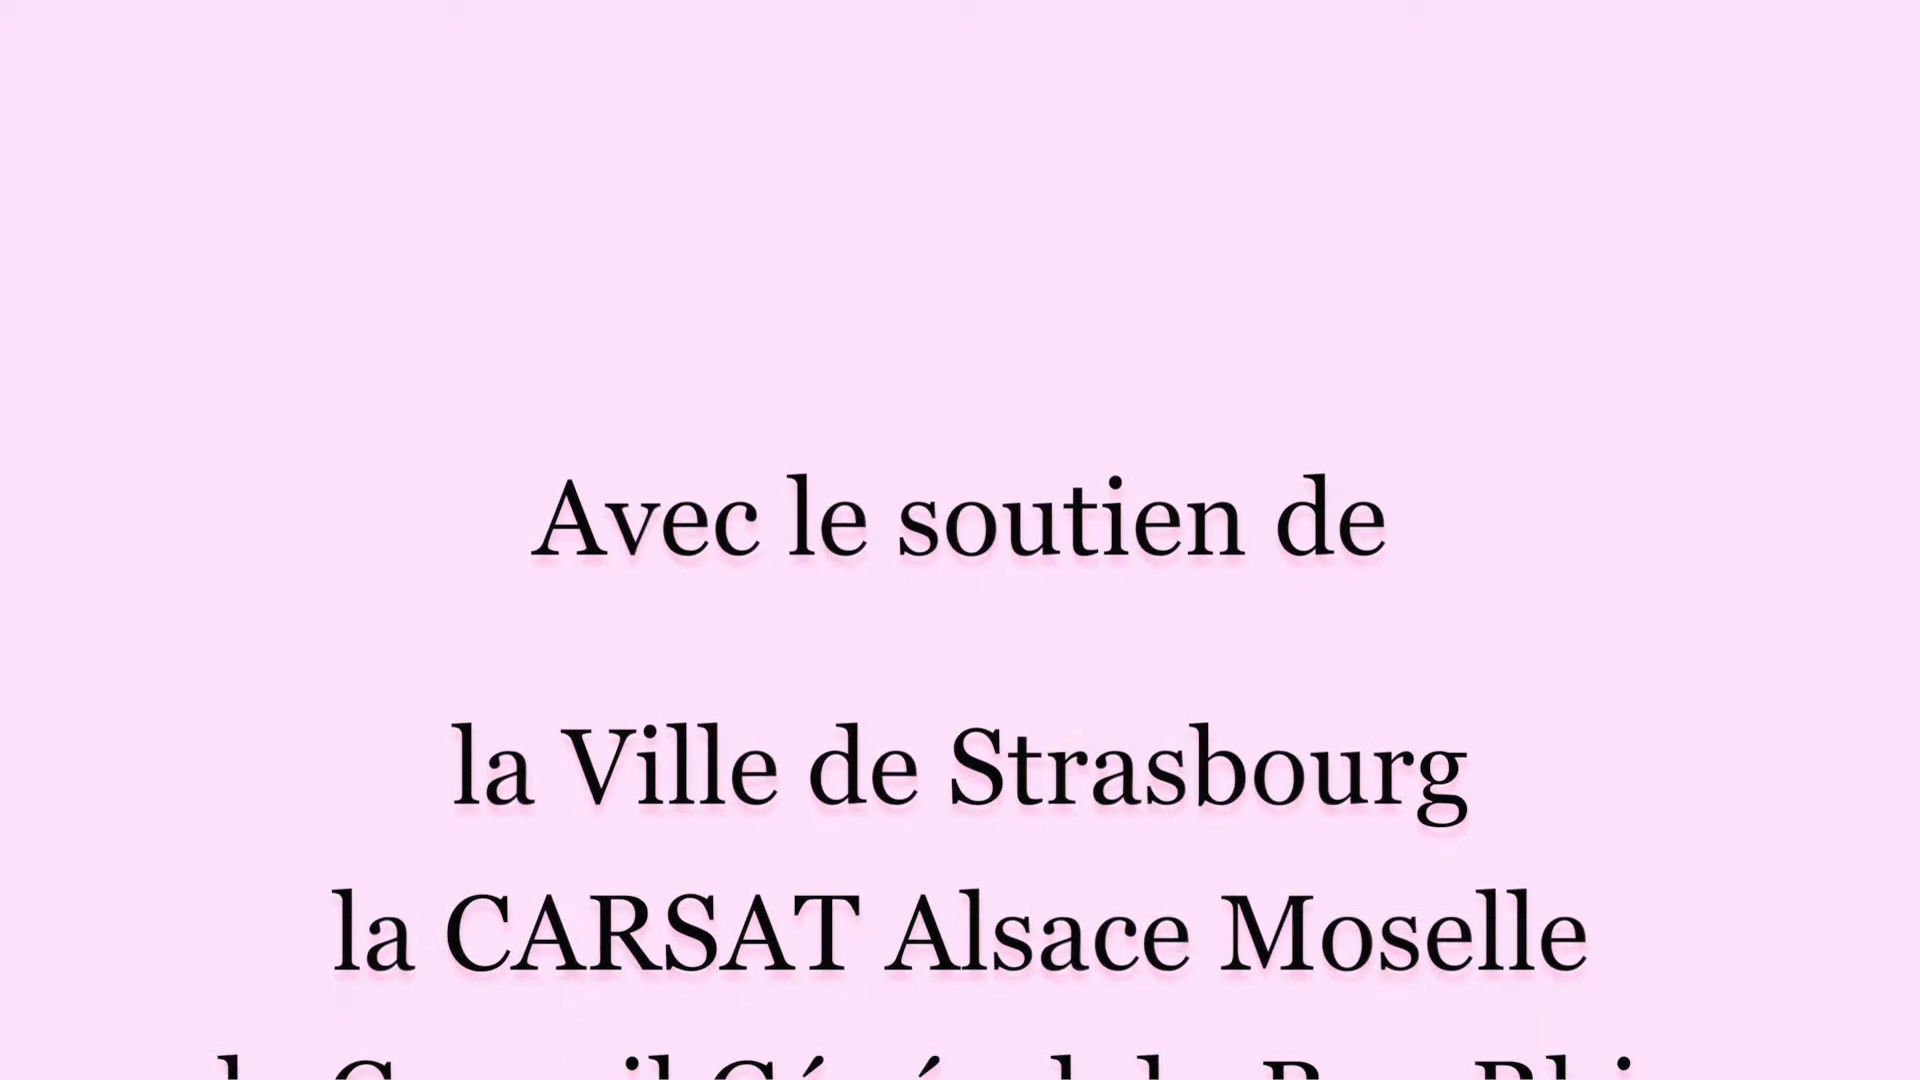 Avec le soutien de
la Ville de Strasbourg
la CARSAT Alsace Moselle